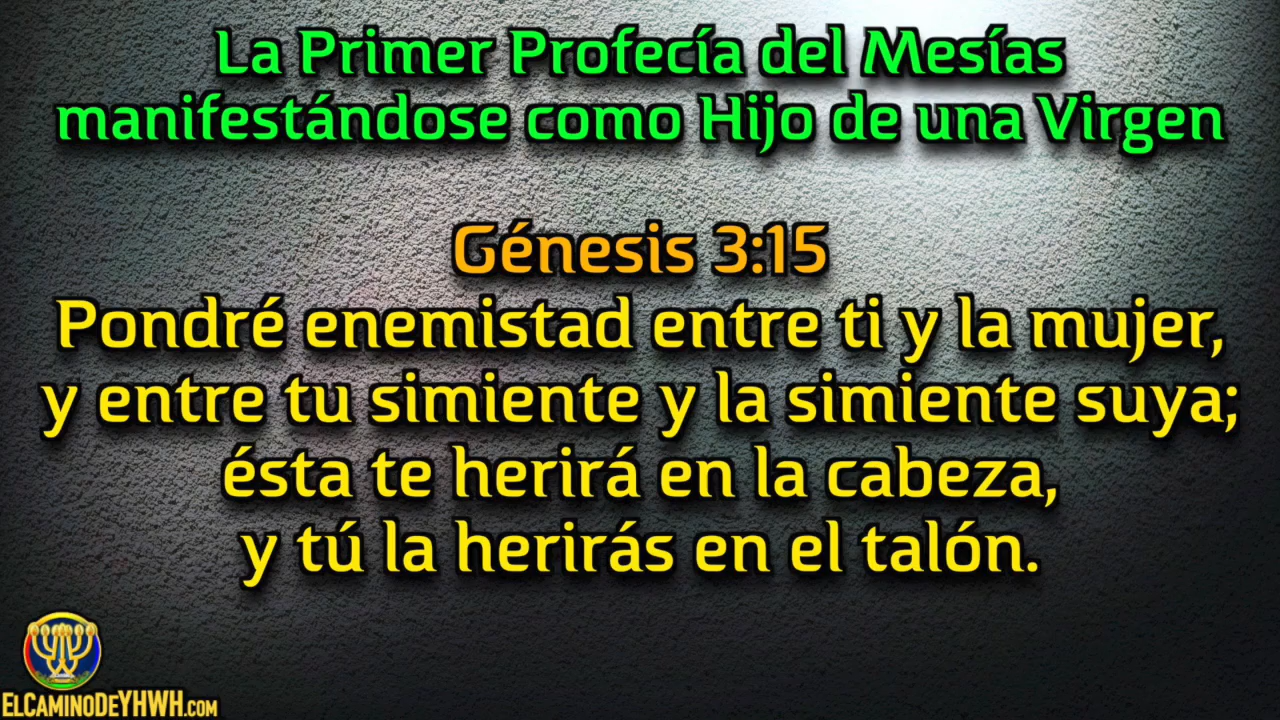 La Primer Profecía del Mesías
manifestándose como Hijo de una Virgen
Génesis 3:15
Pondré enemistad entre ti y la mujer,
y entre tu simiente y la simiente suya;
ésta te herirá en la cabeza,
y tú la herirás en el talón.
ELCAMINODEYHWH.COM